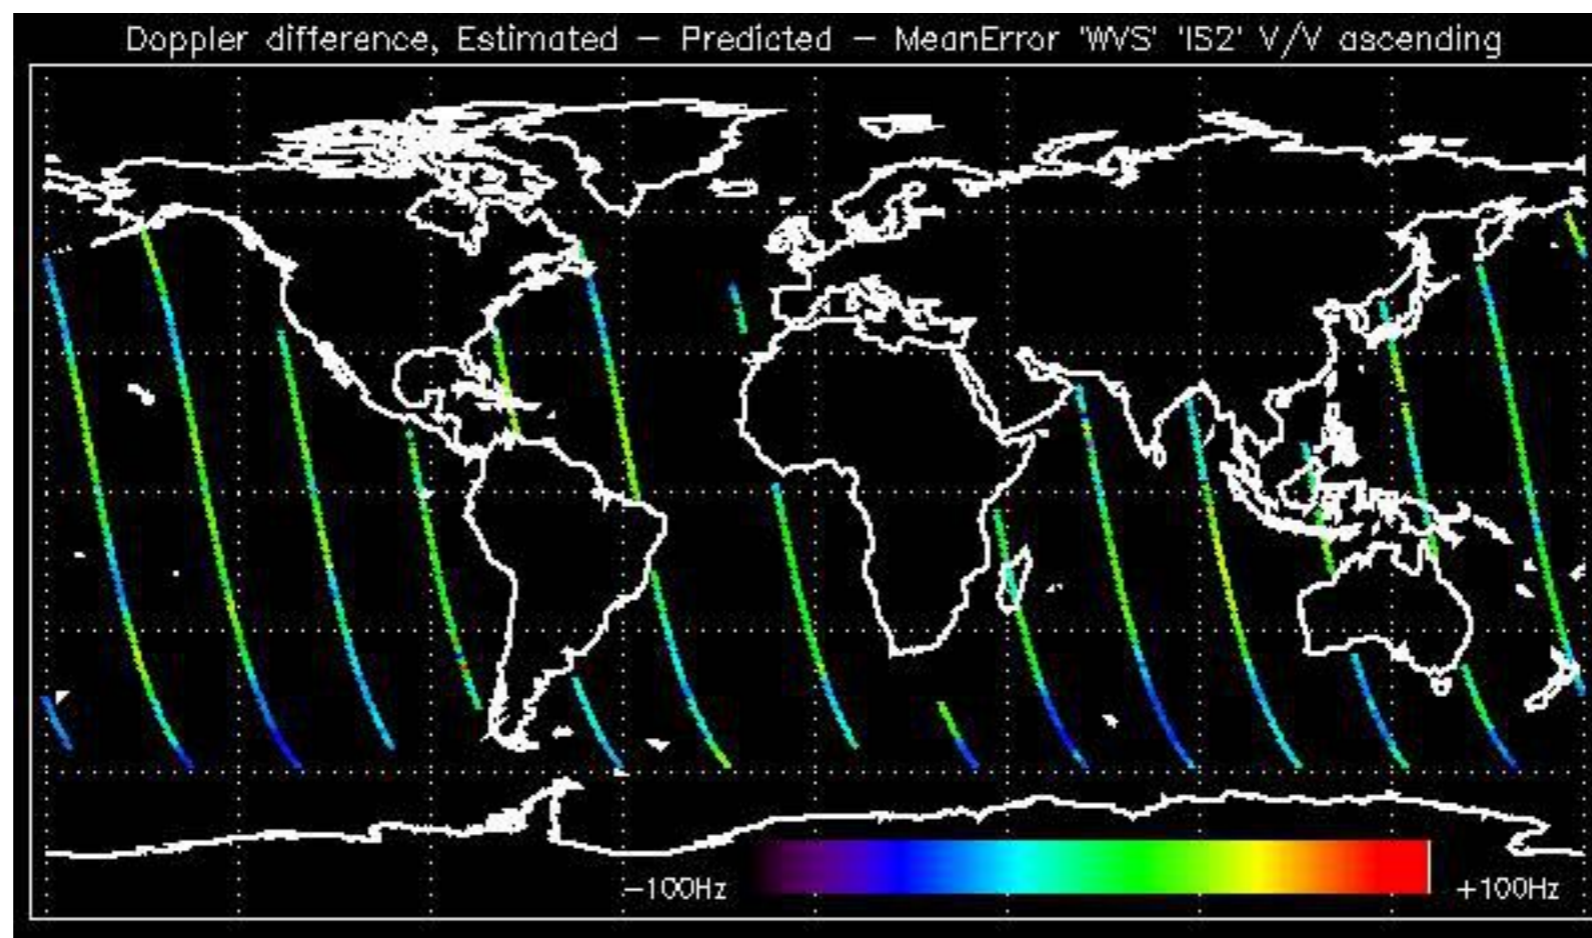 Doppler difference, Estimated – Predicted – MeanError 'WVS' 'IS2' V/V ascending
−100Hz
+100Hz